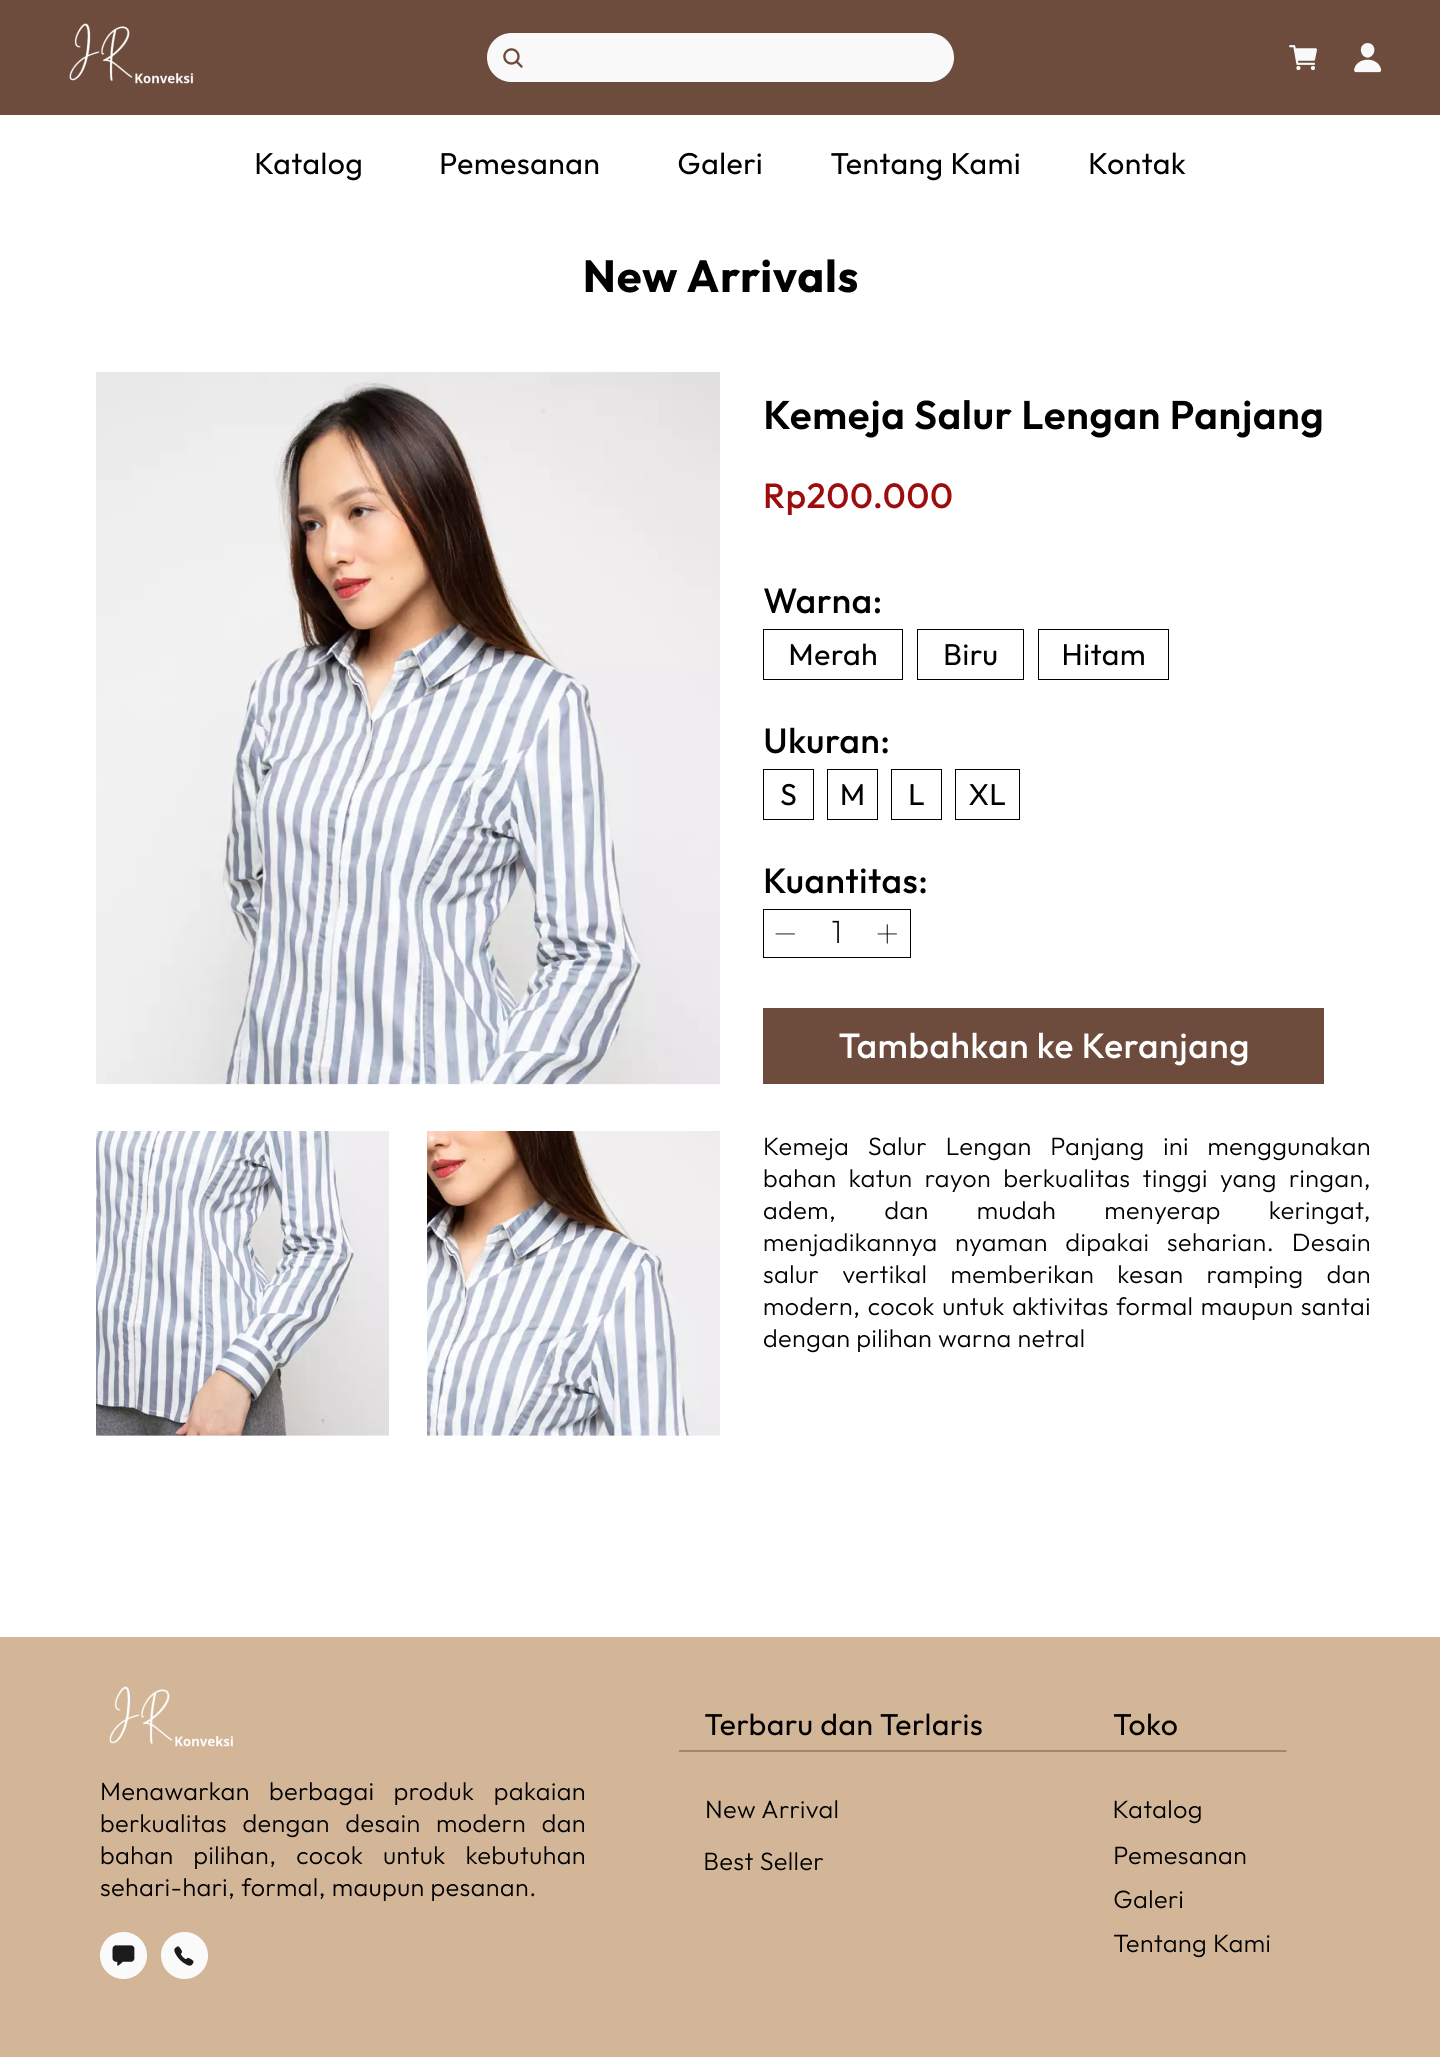 JR Konveksi
Katalog Pemesanan Galeri Tentang Kami Kontak
New Arrivals
Kemeja Salur Lengan Panjang
Rp200.000
Warna:
Merah Biru Hitam
Ukuran:
S M L XL
Kuantitas:
— 1 +
Tambahkan ke Keranjang
Kemeja Salur Lengan Panjang ini menggunakan
bahan katun rayon berkualitas tinggi yang ringan,
adem, dan mudah menyerap keringat,
menjadikannya nyaman dipakai seharian. Desain
salur vertikal memberikan kesan ramping dan
modern, cocok untuk aktivitas formal maupun santai
dengan pilihan warna netral
JR Konveksi
Menawarkan berbagai produk pakaian
berkualitas dengan desain modern dan
bahan pilihan, cocok untuk kebutuhan
sehari-hari, formal, maupun pesanan.
Terbaru dan Terlaris
New Arrival
Best Seller
Toko
Katalog
Pemesanan
Galeri
Tentang Kami